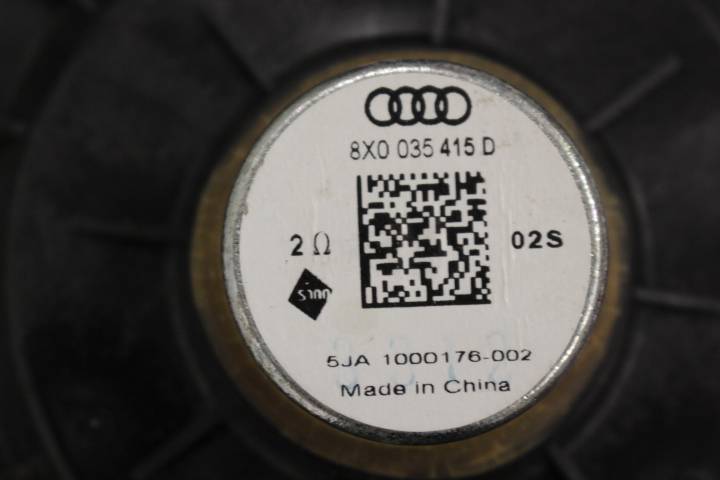 8X0 035 415 D
2 Ω
02S
5JA 1000176-002
Made in China